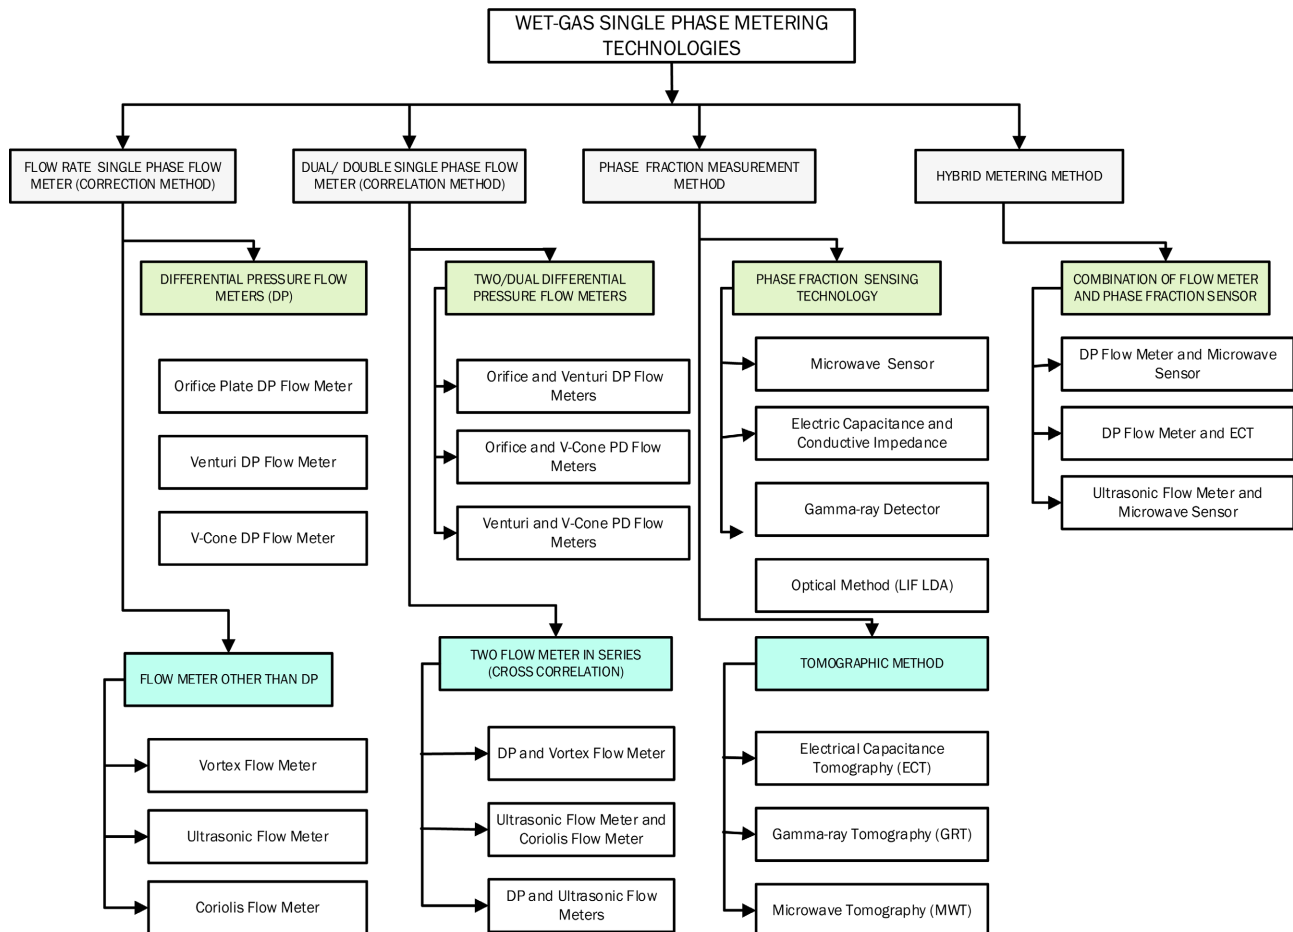 WET-GAS SINGLE PHASE METERING
TECHNOLOGIES
FLOW RATE SINGLE PHASE FLOW
METER (CORRECTION METHOD)
DUAL/ DOUBLE SINGLE PHASE FLOW
METER (CORRELATION METHOD)
PHASE FRACTION MEASUREMENT
METHOD
HYBRID METERING METHOD
DIFFERENTIAL PRESSURE FLOW
METERS (DP)
TWO/DUAL DIFFERENTIAL
PRESSURE FLOW METERS
PHASE FRACTION SENSING
TECHNOLOGY
COMBINATION OF FLOW METER
AND PHASE FRACTION SENSOR
Orifice Plate DP Flow Meter
Venturi DP Flow Meter
V-Cone DP Flow Meter
Orifice and Venturi DP Flow
Meters
Orifice and V-Cone PD Flow
Meters
Venturi and V-Cone PD Flow
Meters
Microwave Sensor
Electric Capacitance and
Conductive Impedance
Gamma-ray Detector
Optical Method (LIF LDA)
DP Flow Meter and Microwave
Sensor
DP Flow Meter and ECT
Ultrasonic Flow Meter and
Microwave Sensor
FLOW METER OTHER THAN DP
TWO FLOW METER IN SERIES
(CROSS CORRELATION)
TOMOGRAPHIC METHOD
Vortex Flow Meter
Ultrasonic Flow Meter
Coriolis Flow Meter
DP and Vortex Flow Meter
Ultrasonic Flow Meter and
Coriolis Flow Meter
DP and Ultrasonic Flow
Meters
Electrical Capacitance
Tomography (ECT)
Gamma-ray Tomography (GRT)
Microwave Tomography (MWT)